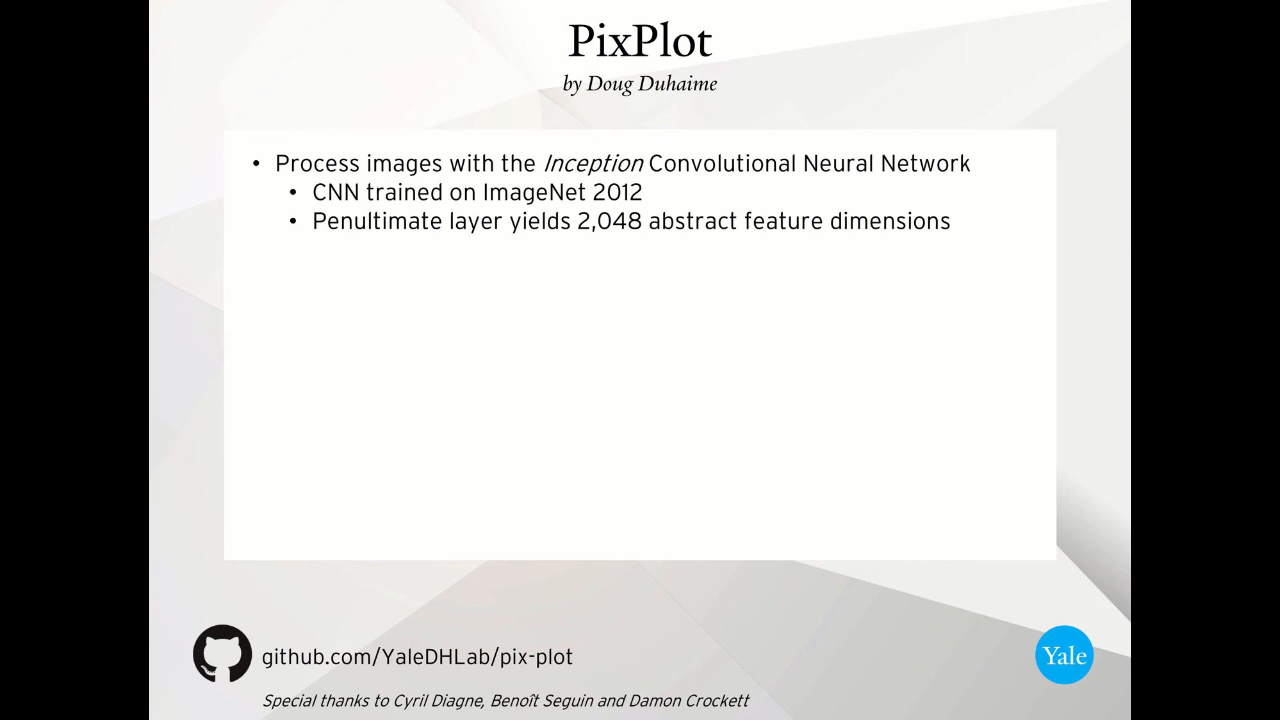 PixPlot
by Doug Duhaime
• Process images with the Inception Convolutional Neural Network
• CNN trained on ImageNet 2012
• Penultimate layer yields 2,048 abstract feature dimensions
github.com/YaleDHLab/pix-plot
Yale
Special thanks to Cyril Diagne, Benoît Seguin and Damon Crockett